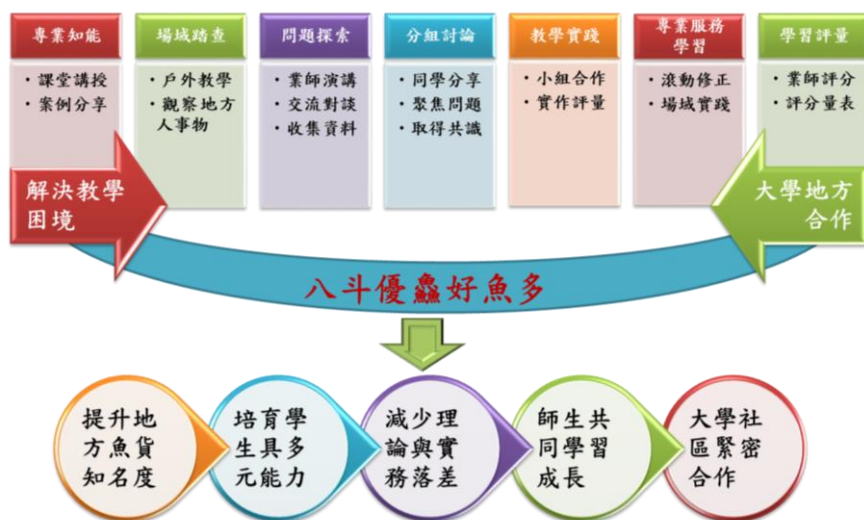 專業知能
場域踏查
問題探索
分組討論
教學實踐
專業服務
學習
學習評量
・課堂講授
・案例分享
・戶外教學
・觀察地方
人事物
・業師演講
・交流對談
・收集資料
・同學分享
・聚焦問題
・取得共識
・小組合作
・實作評量
・滾動修正
・場域實踐
・業師評分
・評分量表
解決教學
困境
大學地方
合作
八斗優鱻好魚多
提升地
方魚貨
知名度
培育學
生具多
元能力
減少理
論與實
務落差
師生共
同學習
成長
大學社
區緊密
合作